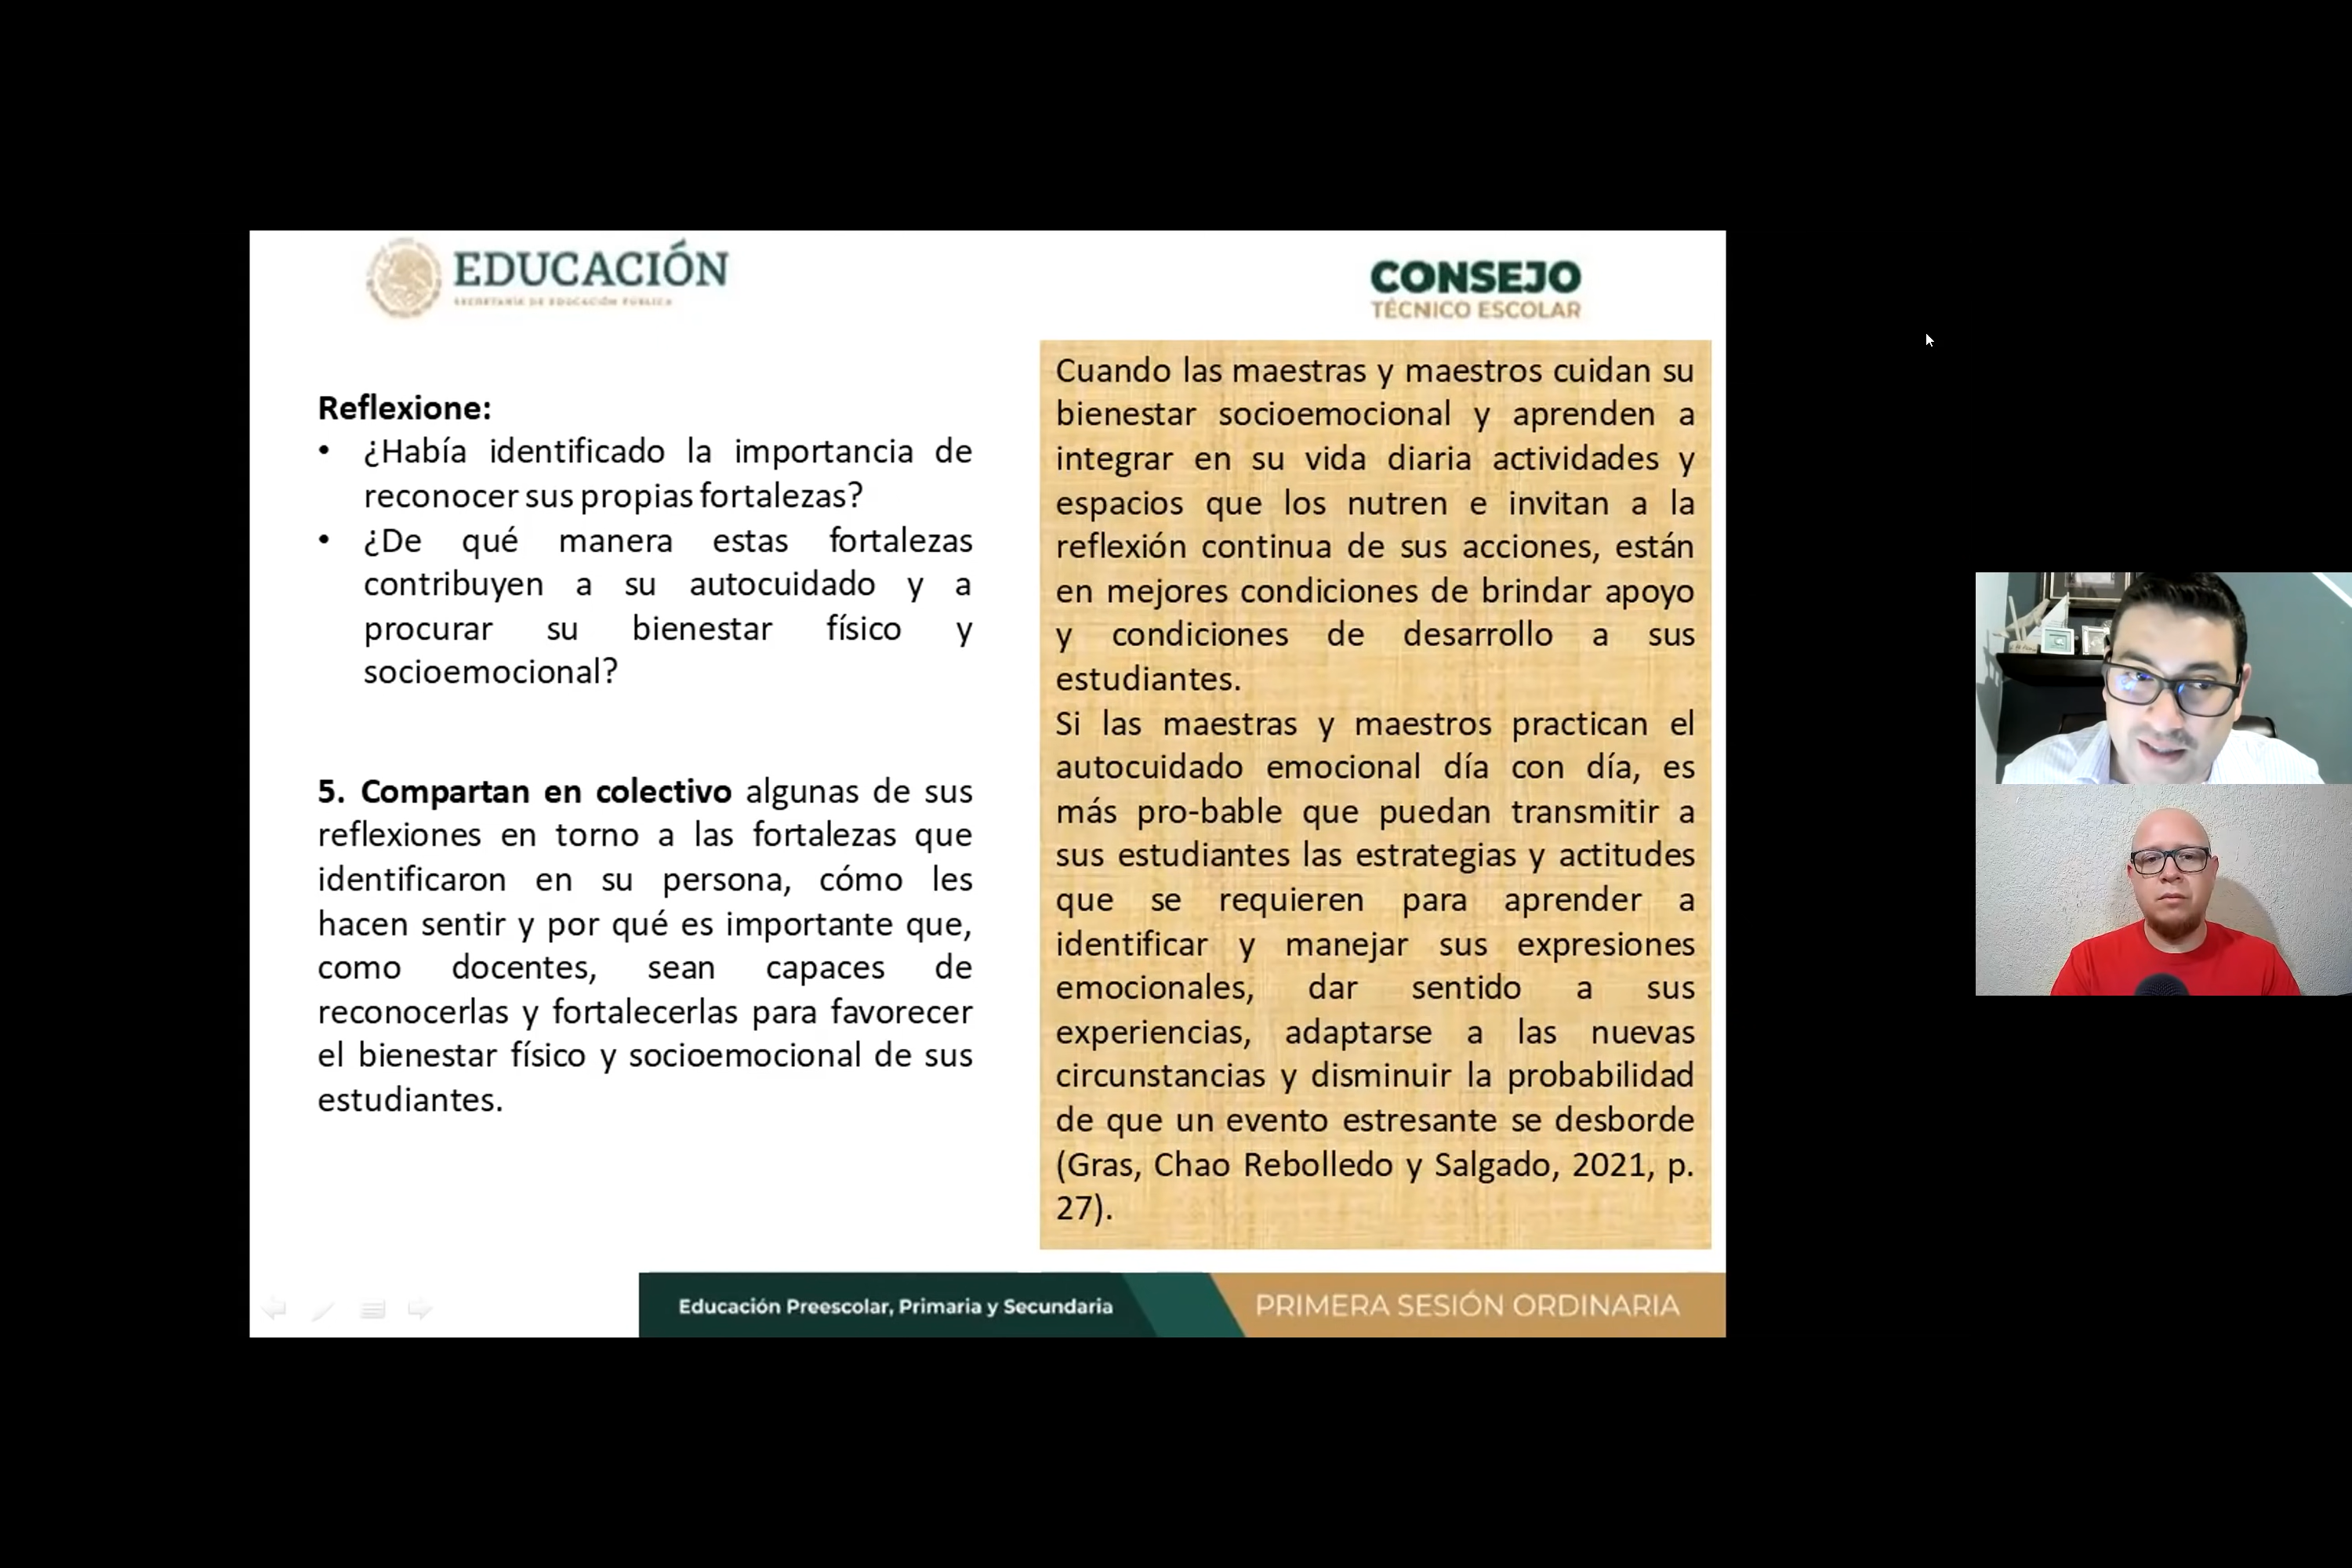 EDUCACIÓN
SECRETARÍA DE EDUCACIÓN PÚBLICA
CONSEJO
TÉCNICO ESCOLAR
Reflexione:
• ¿Había identificado la importancia de
reconocer sus propias fortalezas?
• ¿De qué manera estas fortalezas
contribuyen a su autocuidado y a
procurar su bienestar físico y
socioemocional?
5. Compartan en colectivo algunas de sus
reflexiones en torno a las fortalezas que
identificaron en su persona, cómo les
hacen sentir y por qué es importante que,
como docentes, sean capaces de
reconocerlas y fortalecerlas para favorecer
el bienestar físico y socioemocional de sus
estudiantes.
Cuando las maestras y maestros cuidan su
bienestar socioemocional y aprenden a
integrar en su vida diaria actividades y
espacios que los nutren e invitan a la
reflexión continua de sus acciones, están
en mejores condiciones de brindar apoyo
y condiciones de desarrollo a sus
estudiantes.
Si las maestras y maestros practican el
autocuidado emocional día con día, es
más pro-bable que puedan transmitir a
sus estudiantes las estrategias y actitudes
que se requieren para aprender a
identificar y manejar sus expresiones
emocionales, dar sentido a sus
experiencias, adaptarse a las nuevas
circunstancias y disminuir la probabilidad
de que un evento estresante se desborde
(Gras, Chao Rebolledo y Salgado, 2021, p.
27).
Educación Preescolar, Primaria y Secundaria
PRIMERA SESIÓN ORDINARIA